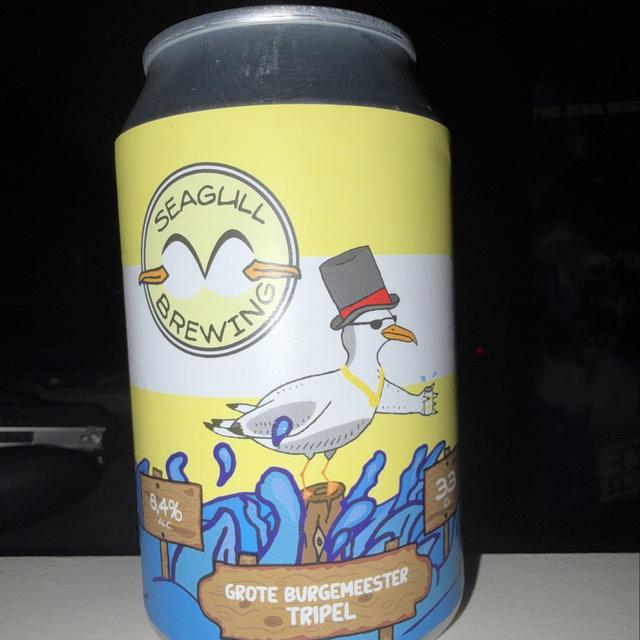 SEAGULL
BREWING
8,4%
ALC
33
GROTE BURGEMEESTER
TRIPEL